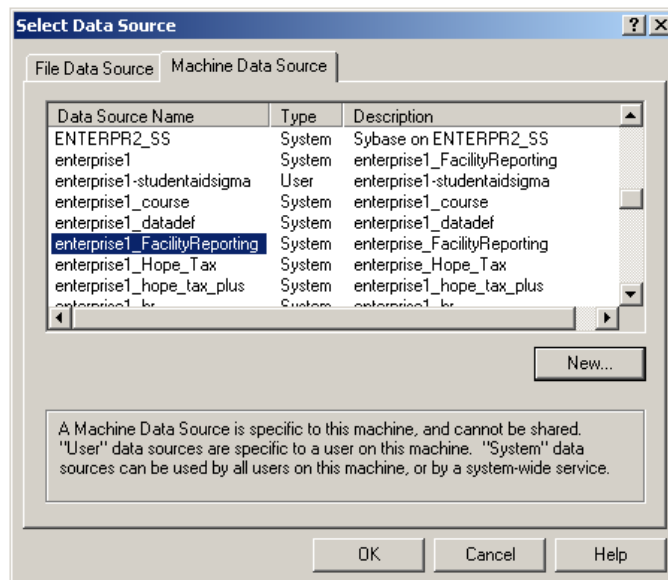 Select Data Source
File Data Source Machine Data Source
Data Source Name Type Description
ENTERPR2_SS System Sybase on ENTERPR2_SS
enterprise1 System enterprise1_FacilityReporting
enterprise1-studentaidsigma User enterprise1-studentaidsigma
enterprise1_course System enterprise1_course
enterprise1_datadef System enterprise1_datadef
enterprise1_FacilityReporting System enterprise_FacilityReporting
enterprise1_Hope_Tax System enterprise_Hope_Tax
enterprise1_hope_tax_plus System enterprise1_hope_tax_plus
enterprise1_hr System enterprise1_hr
New...
A Machine Data Source is specific to this machine, and cannot be shared.
"User" data sources are specific to a user on this machine. "System" data
sources can be used by all users on this machine, or by a system-wide service.
OK Cancel Help